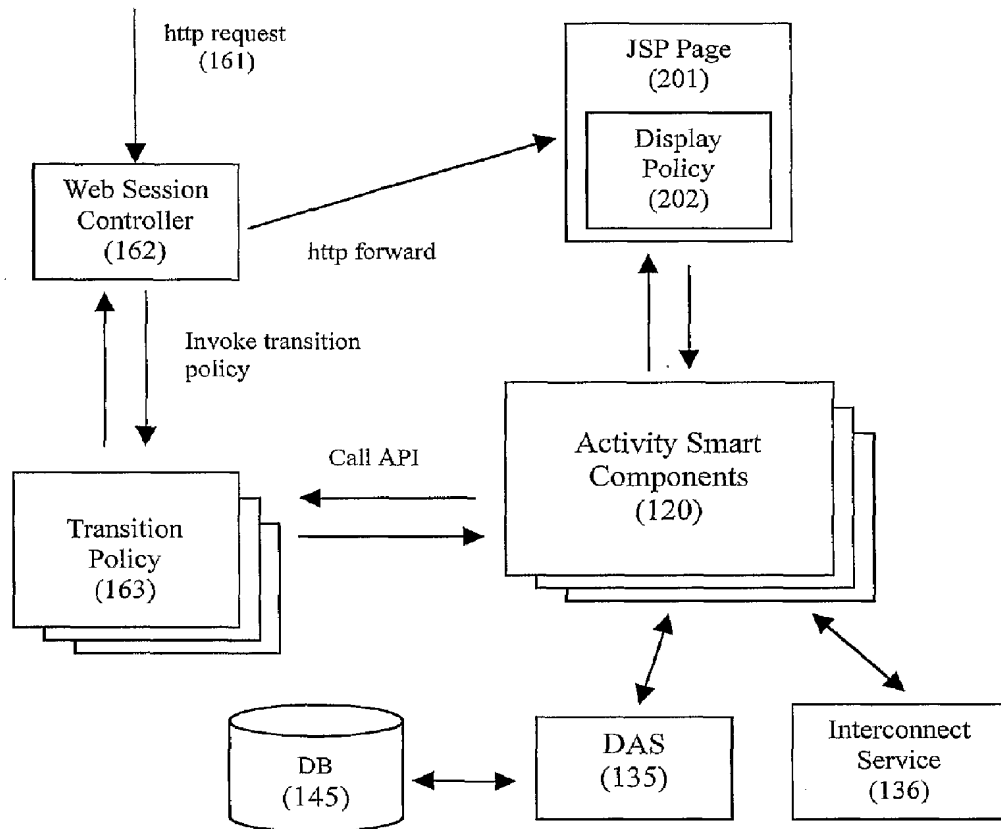 http request
(161)
JSP Page
(201)
Display
Policy
(202)
Web Session
Controller
(162)
http forward
Invoke transition
policy
Activity Smart
Components
(120)
Call API
Transition
Policy
(163)
DB
(145)
DAS
(135)
Interconnect
Service
(136)